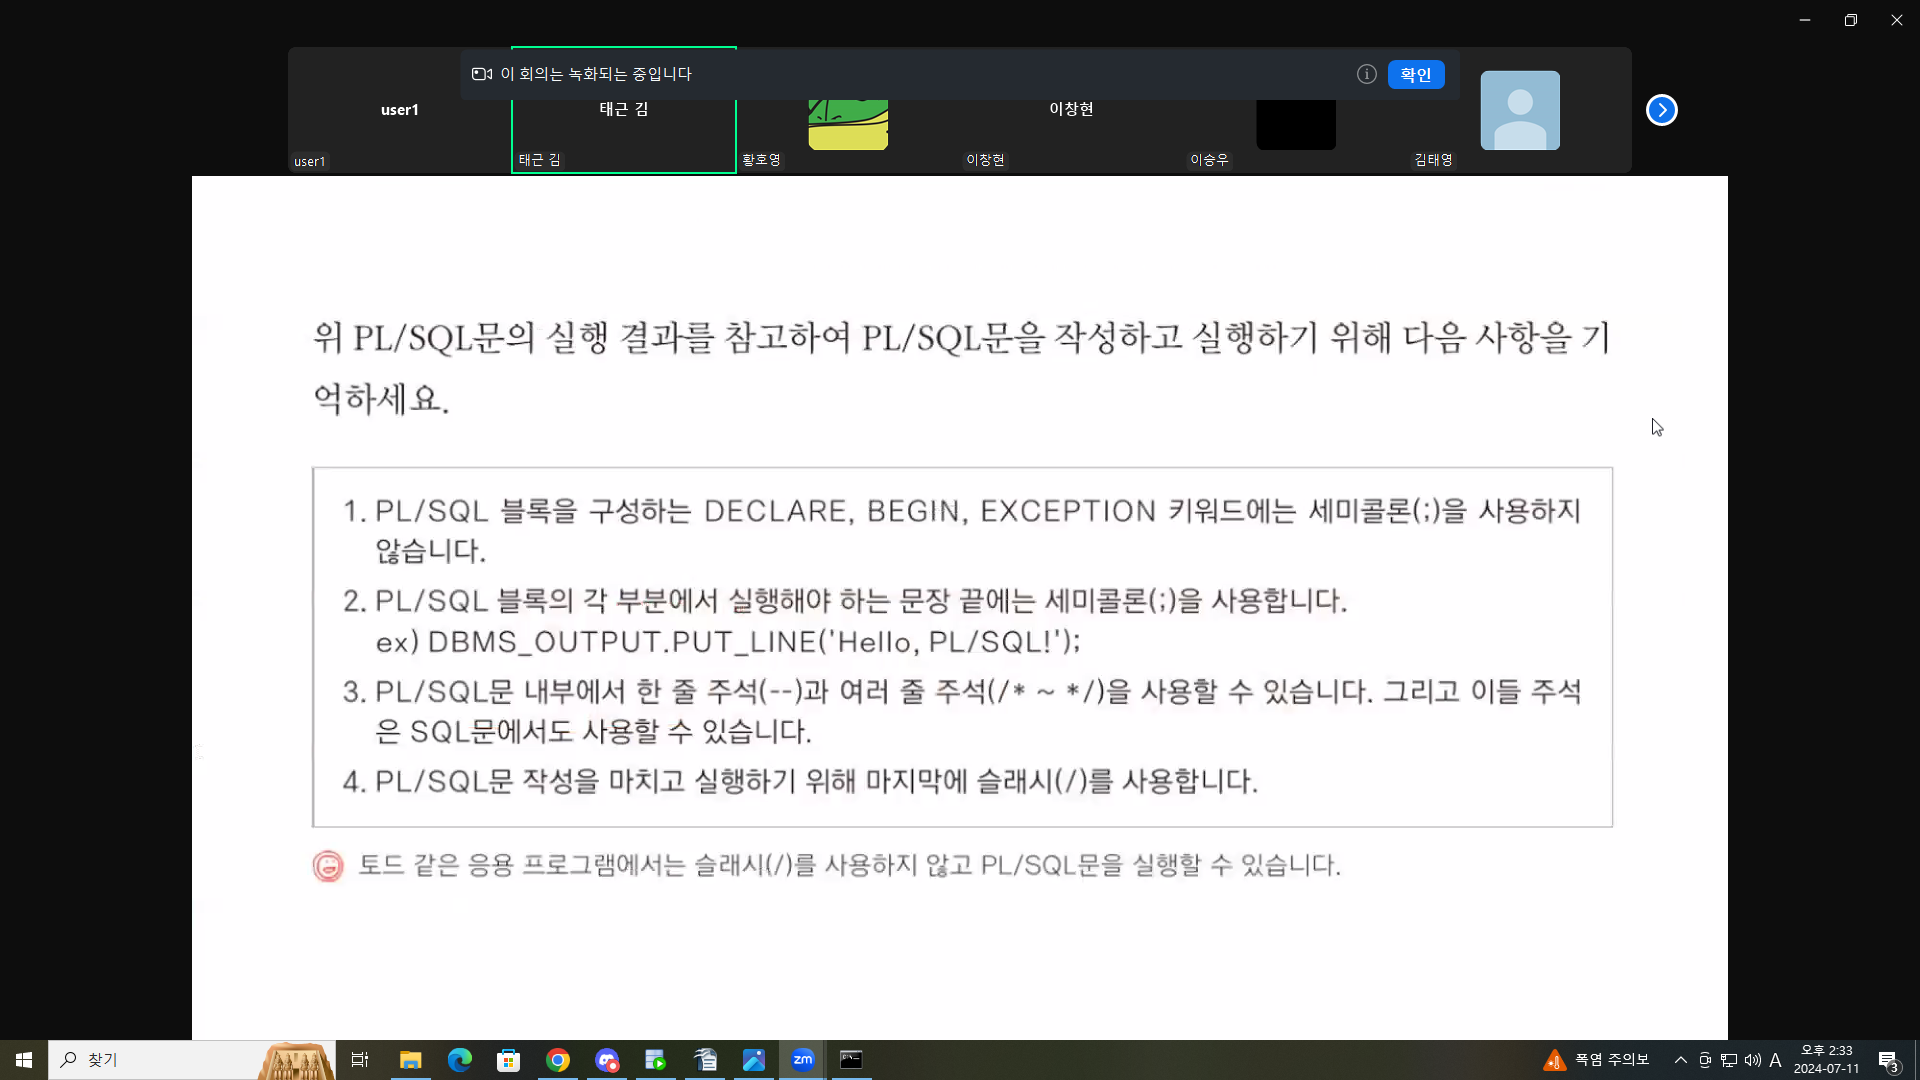 이 회의는 녹화되는 중입니다
확인
user1
태근 김
이창현
user1
태근 김
황호영
이창현
이승우
김태영
위 PL/SQL문의 실행 결과를 참고하여 PL/SQL문을 작성하고 실행하기 위해 다음 사항을 기
억하세요.
1. PL/SQL 블록을 구성하는 DECLARE, BEGIN, EXCEPTION 키워드에는 세미콜론(;)을 사용하지
않습니다.
2. PL/SQL 블록의 각 부분에서 실행해야 하는 문장 끝에는 세미콜론(;)을 사용합니다.
ex) DBMS_OUTPUT.PUT_LINE('Hello, PL/SQL!');
3. PL/SQL문 내부에서 한 줄 주석(--)과 여러 줄 주석(/* ~ */)을 사용할 수 있습니다. 그리고 이들 주석
은 SQL문에서도 사용할 수 있습니다.
4. PL/SQL문 작성을 마치고 실행하기 위해 마지막에 슬래시(/)를 사용합니다.
토드 같은 응용 프로그램에서는 슬래시(/)를 사용하지 않고 PL/SQL문을 실행할 수 있습니다.
찾기
zm
폭염 주의보
A
오후 2:33
2024-07-11
3